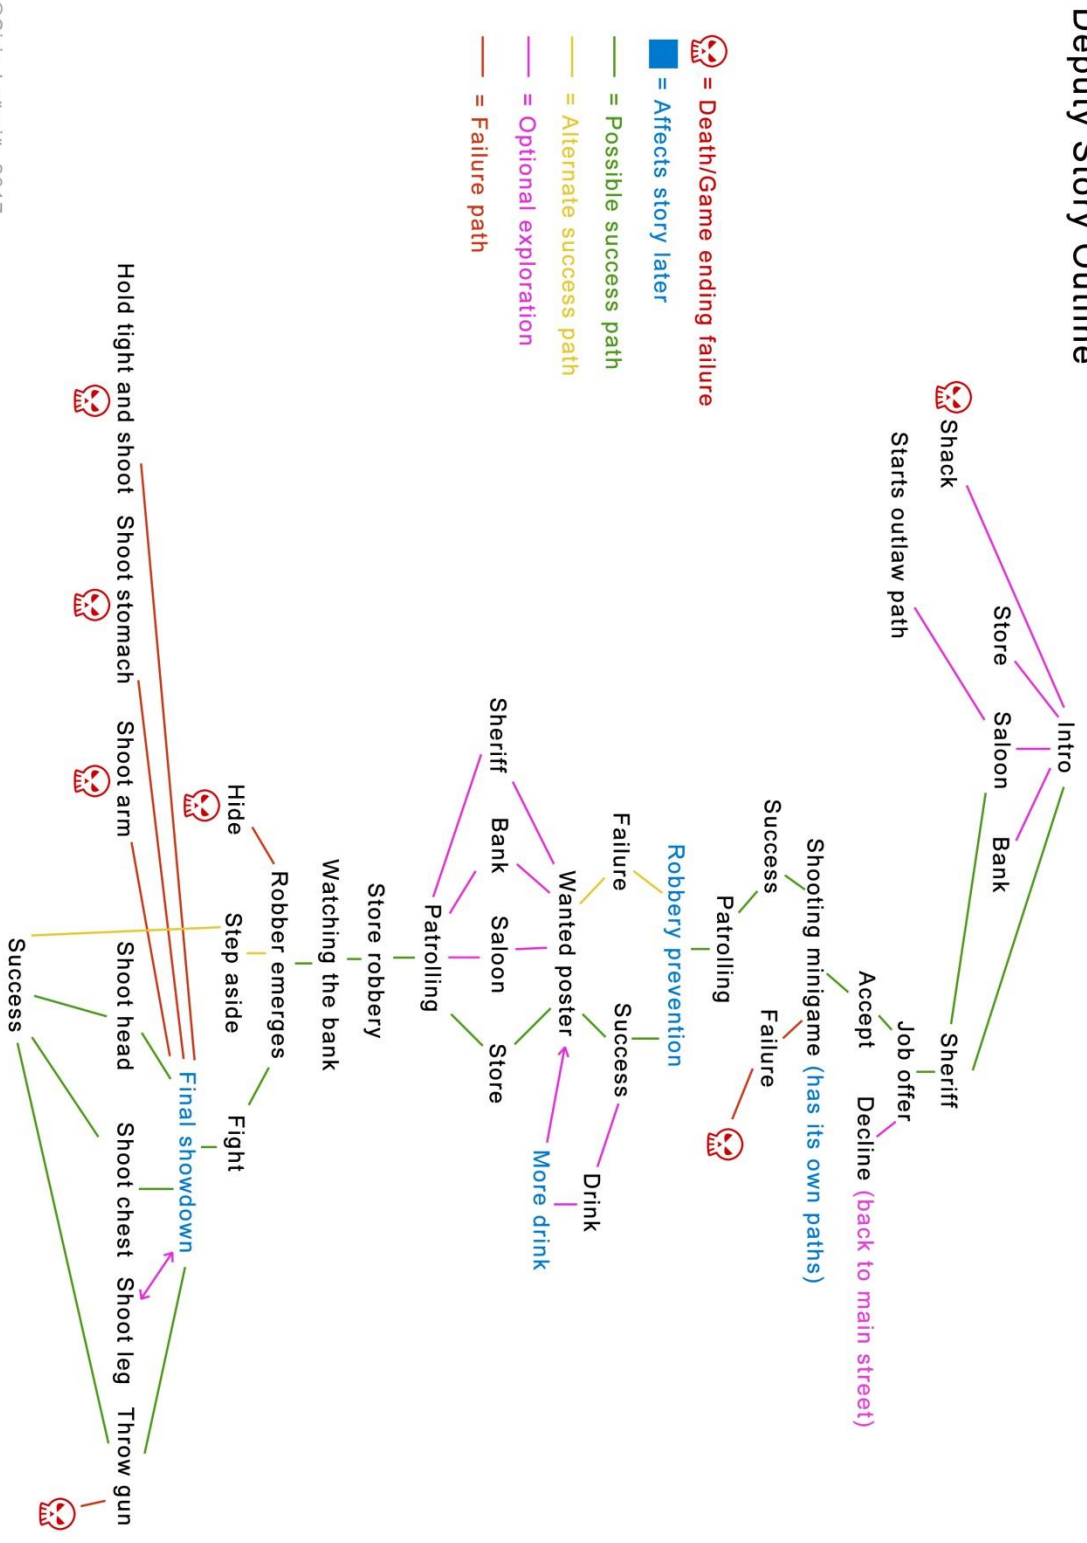 Deputy Story Outline
= Death/Game ending failure
= Affects story later
= Possible success path
= Alternate success path
= Optional exploration
= Failure path
Intro
Shack
Store
Saloon
Bank
Starts outlaw path
Sheriff
Job offer
Accept
Decline (back to main street)
Shooting minigame (has its own paths)
Success
Failure
Patrolling
Robbery prevention
Failure
Success
Drink
Wanted poster
More drink
Sheriff
Bank
Saloon
Store
Patrolling
Store robbery
Watching the bank
Robber emerges
Hide
Step aside
Fight
Final showdown
Hold tight and shoot
Shoot stomach
Shoot arm
Shoot head
Shoot chest
Shoot leg
Throw gun
Success